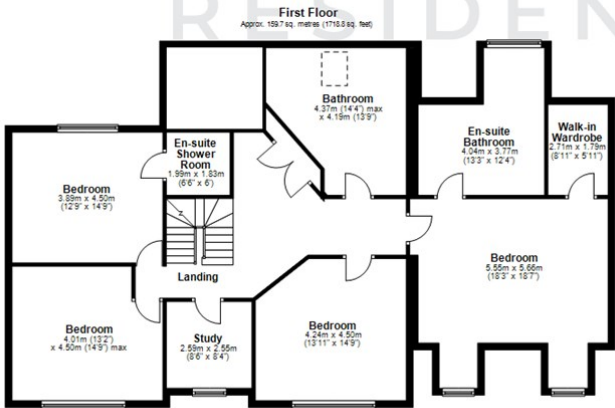 RESIDEN
First Floor
Approx. 159.7 sq. metres (1718.8 sq. feet)
Bathroom
4.37m (14'4") max
x 4.19m (13'9")
En-suite
Shower
Room
1.99m x 1.83m
(6'6" x 6')
En-suite
Bathroom
4.04m x 3.77m
(13'3" x 12'4")
Walk-in
Wardrobe
2.71m x 1.79m
(8'11" x 5'11")
Bedroom
3.89m x 4.50m
(12'9" x 14'9")
Landing
Bedroom
5.55m x 5.66m
(18'3" x 18'7")
Bedroom
4.01m (13'2")
x 4.50m (14'9") max
Study
2.59m x 2.55m
(8'6" x 8'4")
Bedroom
4.24m x 4.50m
(13'11" x 14'9")